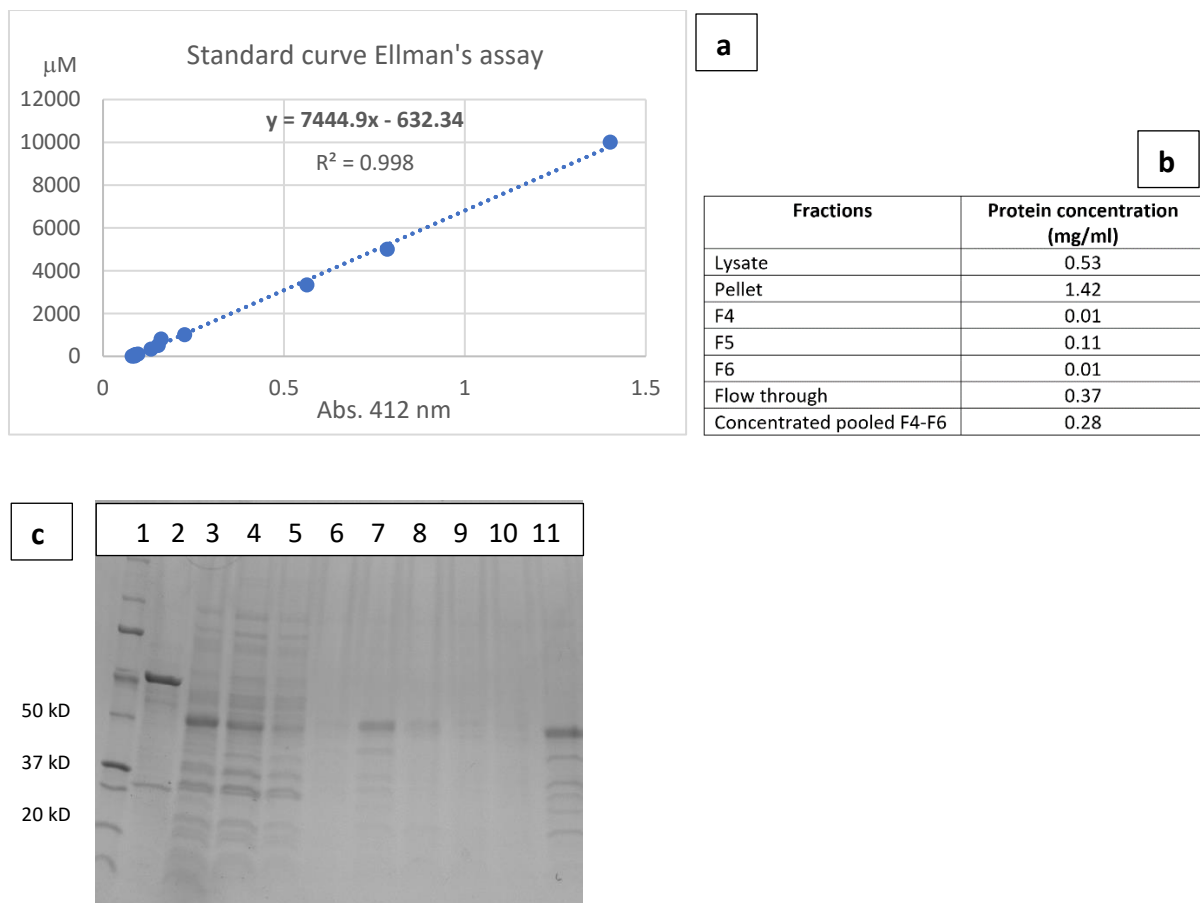 Standard curve Ellman's assay
μM
y = 7444.9x - 632.34
R² = 0.998
12000
10000
8000
6000
4000
2000
0
0 0.5 1 1.5
Abs. 412 nm
a
b
Fractions Protein concentration
(mg/ml)
Lysate 0.53
Pellet 1.42
F4 0.01
F5 0.11
F6 0.01
Flow through 0.37
Concentrated pooled F4-F6 0.28
c
1 2 3 4 5 6 7 8 9 10 11
50 kD
37 kD
20 kD